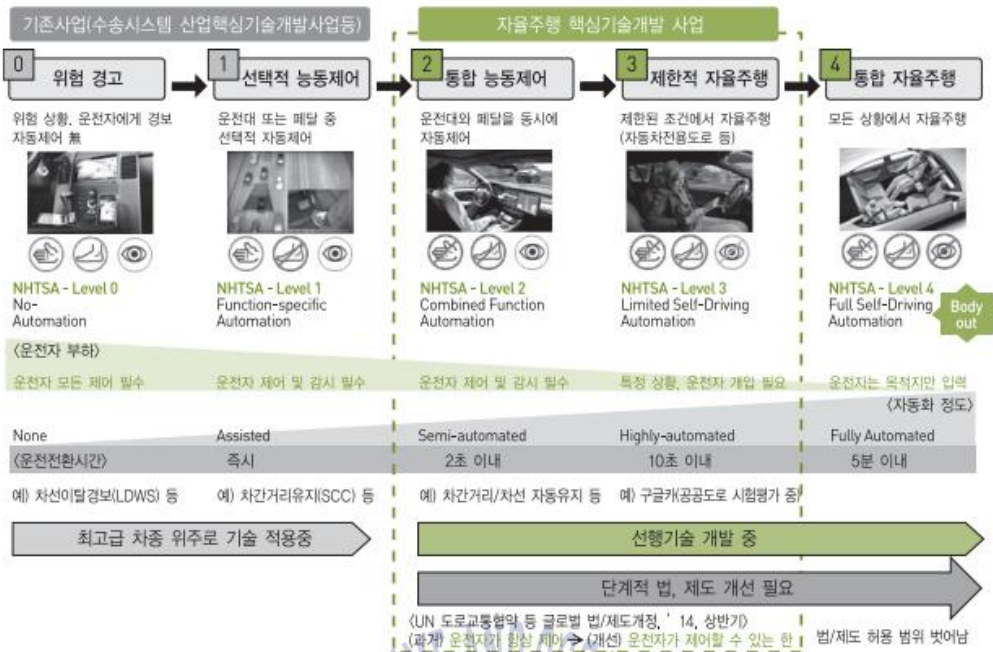 기존사업(수송시스템 산업핵심기술개발사업등)
자율주행 핵심기술개발 사업
0 위험 경고
1 선택적 능동제어
2 통합 능동제어
3 제한적 자율주행
4 통합 자율주행
위험 상황, 운전자에게 경보
자동제어 無
운전대 또는 페달 중
선택적 자동제어
운전대와 페달을 동시에
자동제어
제한된 조건에서 자율주행
(자동차전용도로 등)
모든 상황에서 자율주행
NHTSA - Level 0
No-
Automation
NHTSA - Level 1
Function-specific
Automation
NHTSA - Level 2
Combined Function
Automation
NHTSA - Level 3
Limited Self-Driving
Automation
NHTSA - Level 4
Full Self-Driving
Automation
Body
out
〈운전자 부하〉
운전자 모든 제어 필수
운전자 제어 및 감시 필수
운전자 제어 및 감시 필수
특정 상황, 운전자 개입 필요
운전자는 목적지만 입력
〈자동화 정도〉
None
Assisted
Semi-automated
Highly-automated
Fully Automated
〈운전전환시간〉
즉시
2초 이내
10초 이내
5분 이내
예) 차선이탈경보(LDWS) 등
예) 차간거리유지(SCC) 등
예) 차간거리/차선 자동유지 등
예) 구글카(공공도로 시험평가 중)
최고급 차종 위주로 기술 적용중
선행기술 개발 중
단계적 법, 제도 개선 필요
〈UN 도로교통협약 등 글로벌 법/제도개정, ' 14, 상반기〉
(과거) 운전자가 항상 제어 → (개선) 운전자가 제어할 수 있는 한
법/제도 허용 범위 벗어남